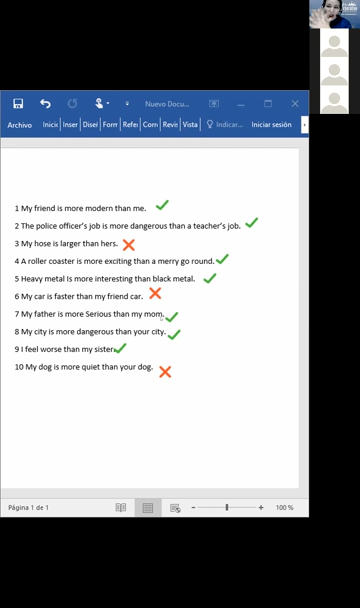 Nuevo Docu...
Archivo Inicio Inser Diseñ Form Refer Corr Revis Vista Indicar... Iniciar sesión
1 My friend is more modern than me.
2 The police officer's job is more dangerous than a teacher's job.
3 My hose is larger than hers.
4 A roller coaster is more exciting than a merry go round.
5 Heavy metal Is more interesting than black metal.
6 My car is faster than my friend car.
7 My father is more Serious than my mom.
8 My city is more dangerous than your city.
9 I feel worse than my sister
10 My dog is more quiet than your dog.
Página 1 de 1 100 %